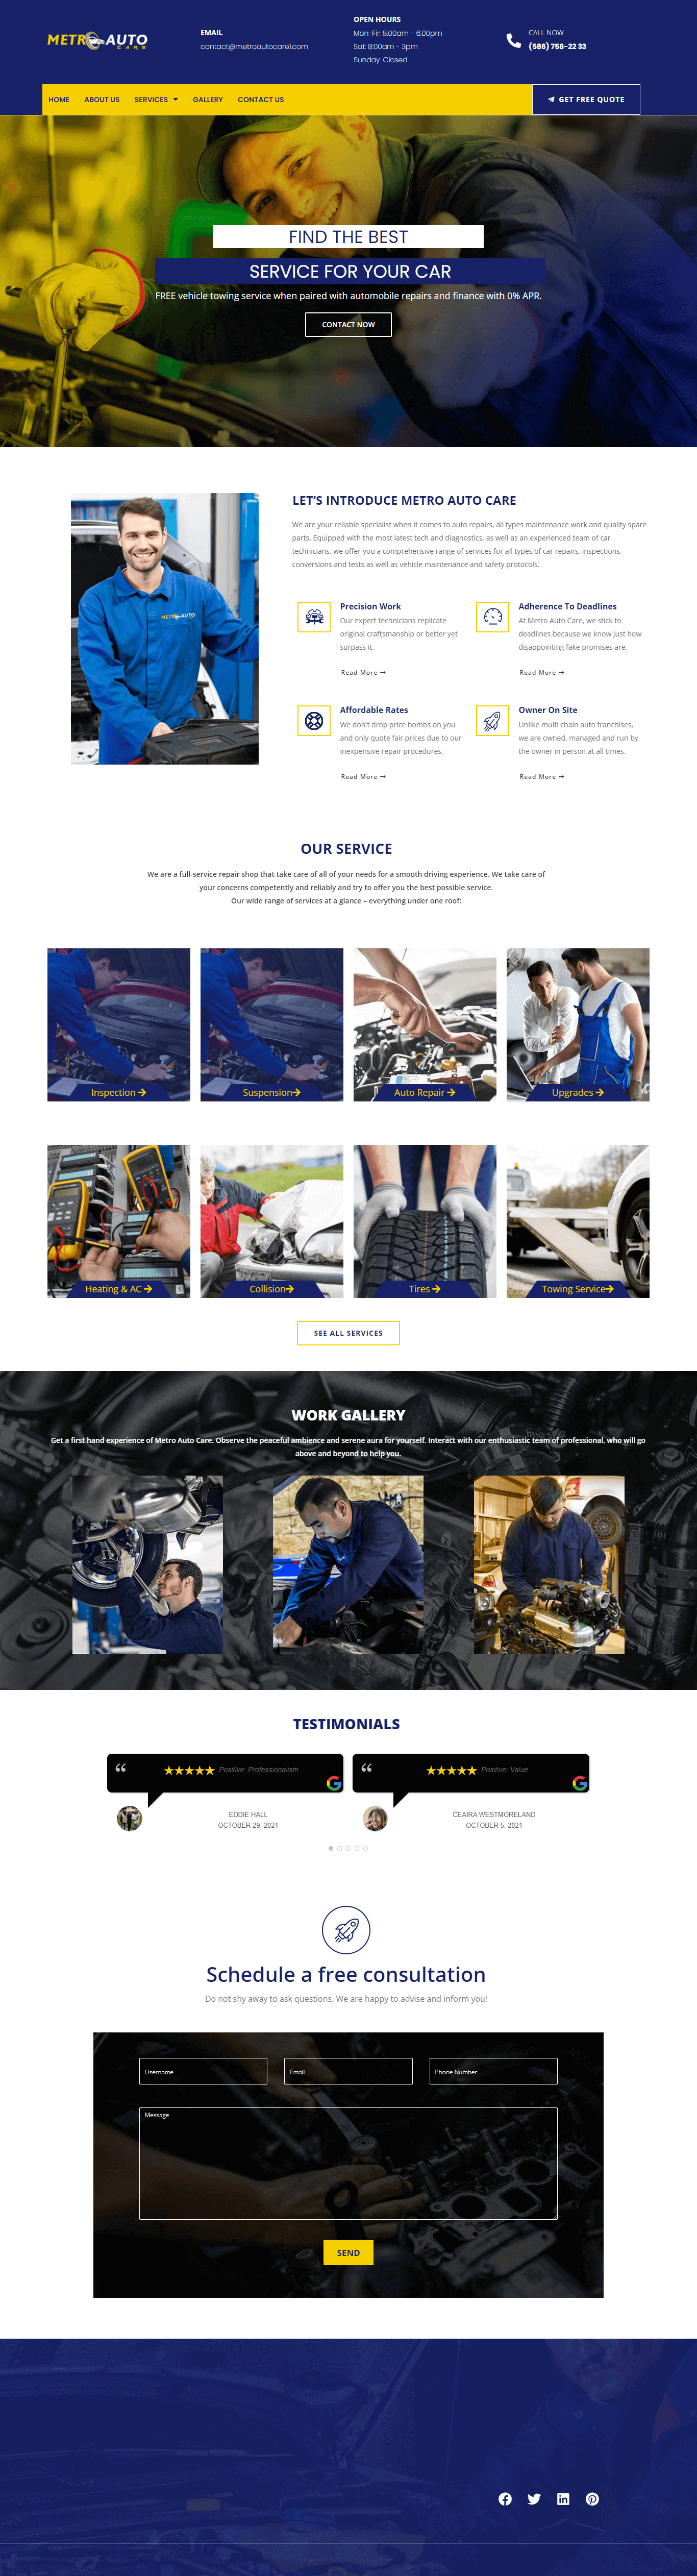 METRO AUTO
CARE
EMAIL
contact@metroautocare1.com
OPEN HOURS
Mon-Fir: 8.00am - 6.00pm
Sat: 8:00am - 3pm
Sunday: Closed
CALL NOW
(586) 758-22 33
HOME
ABOUT US
SERVICES
GALLERY
CONTACT US
GET FREE QUOTE
FIND THE BEST
SERVICE FOR YOUR CAR
FREE vehicle towing service when paired with automobile repairs and finance with 0% APR.
CONTACT NOW
METRO AUTO
LET'S INTRODUCE METRO AUTO CARE
We are your reliable specialist when it comes to auto repairs, all types maintenance work and quality spare
parts. Equipped with the most latest tech and diagnostics, as well as an experienced team of car
technicians, we offer you a comprehensive range of services for all types of car repairs, inspections,
conversions and tests as well as vehicle maintenance and safety protocols.
Precision Work
Our expert technicians replicate
original craftsmanship or better yet
surpass it.
Read More
Adherence To Deadlines
At Metro Auto Care, we stick to
deadlines because we know just how
disappointing fake promises are.
Read More
Affordable Rates
We don't drop price bombs on you
and only quote fair prices due to our
inexpensive repair procedures.
Read More
Owner On Site
Unlike multi chain auto franchises,
we are owned, managed and run by
the owner in person at all times.
Read More
OUR SERVICE
We are a full-service repair shop that take care of all of your needs for a smooth driving experience. We take care of
your concerns competently and reliably and try to offer you the best possible service.
Our wide range of services at a glance – everything under one roof:
Inspection
Suspension
Auto Repair
Upgrades
Heating & AC
Collision
Tires
Towing Service
SEE ALL SERVICES
WORK GALLERY
Get a first hand experience of Metro Auto Care. Observe the peaceful ambience and serene aura for yourself. Interact with our enthusiastic team of professional, who will go
above and beyond to help you.
TESTIMONIALS
Positive: Professionalism
EDDIE HALL
OCTOBER 29, 2021
Positive: Value
CEAIRA WESTMORELAND
OCTOBER 5, 2021
Schedule a free consultation
Do not shy away to ask questions. We are happy to advise and inform you!
Username
Email
Phone Number
Message
SEND